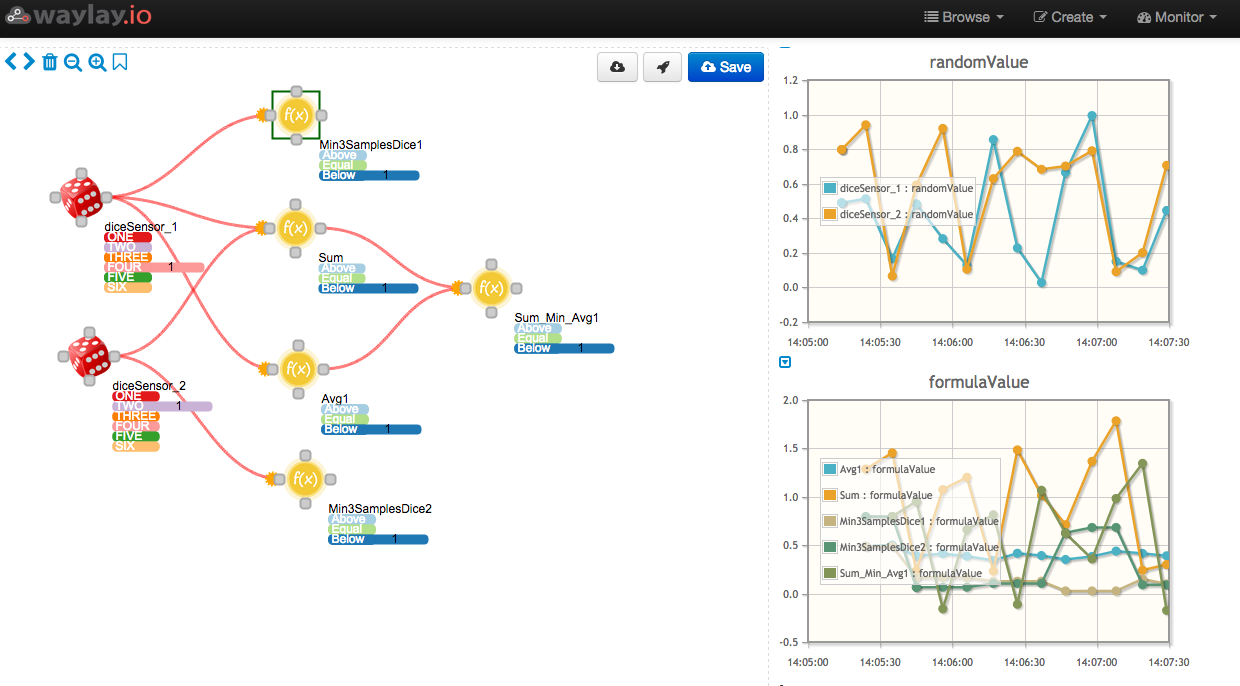 waylay.io
Browse
Create
Monitor
Save
f(x)
Min3SamplesDice1
Above
Equal
Below 1
diceSensor_1
ONE
TWO
THREE
FOUR 1
FIVE
SIX
f(x)
Sum
Above
Equal
Below 1
f(x)
Sum_Min_Avg1
Above
Equal
Below 1
diceSensor_2
ONE
TWO 1
THREE
FOUR
FIVE
SIX
f(x)
Avg1
Above
Equal
Below 1
f(x)
Min3SamplesDice2
Above
Equal
Below 1
randomValue
1.2
1.0
0.8
0.6
0.4
0.2
0.0
-0.2
diceSensor_1 : randomValue
diceSensor_2 : randomValue
14:05:00 14:05:30 14:06:00 14:06:30 14:07:00 14:07:30
formulaValue
2.0
1.5
1.0
0.5
0.0
-0.5
Avg1 : formulaValue
Sum : formulaValue
Min3SamplesDice1 : formulaValue
Min3SamplesDice2 : formulaValue
Sum_Min_Avg1 : formulaValue
14:05:00 14:05:30 14:06:00 14:06:30 14:07:00 14:07:30